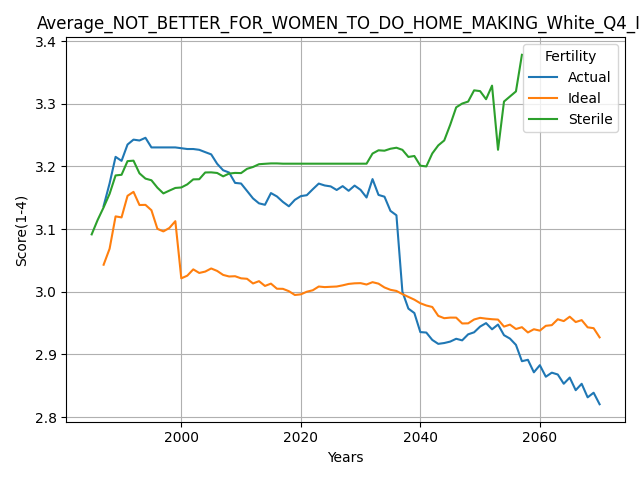 Average_NOT_BETTER_FOR_WOMEN_TO_DO_HOME_MAKING_White_Q4_I
3.4
3.3
3.2
3.1
3.0
2.9
2.8
Score(1-4)
Fertility
Actual
Ideal
Sterile
2000
2020
2040
2060
Years